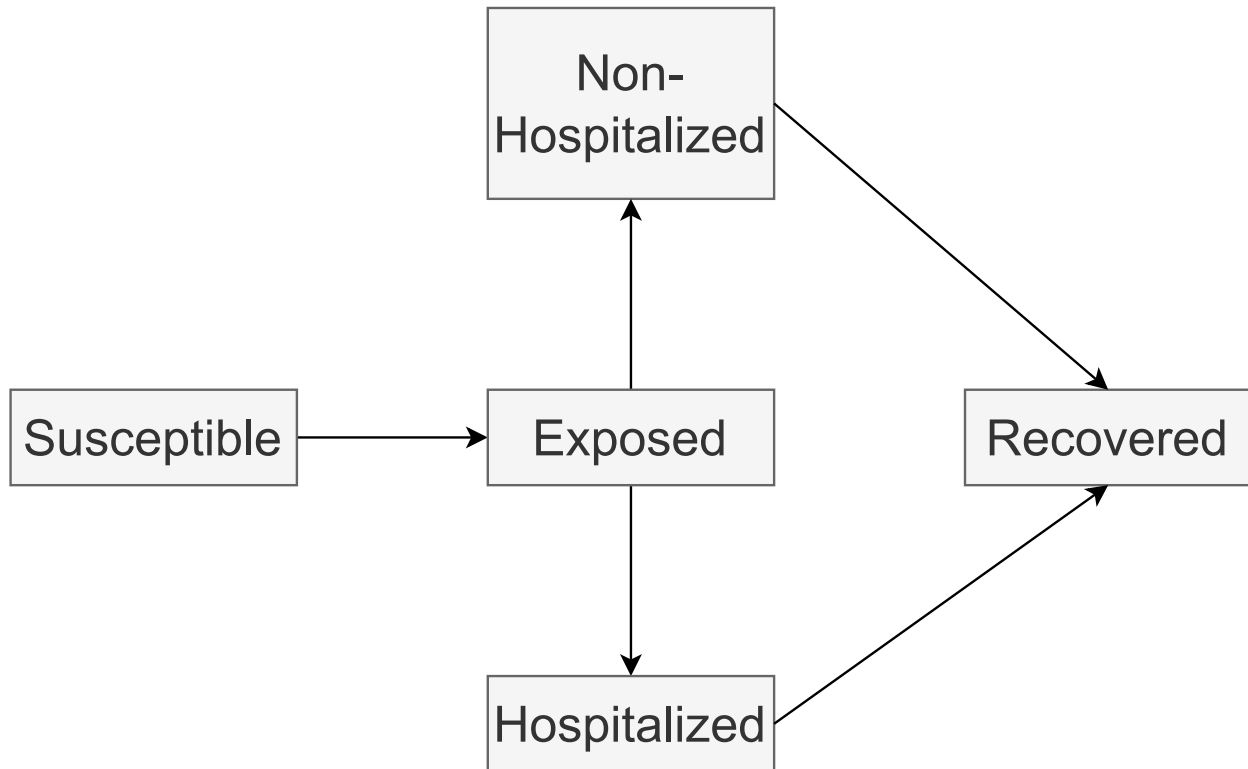 Non-
Hospitalized
Susceptible
Exposed
Recovered
Hospitalized